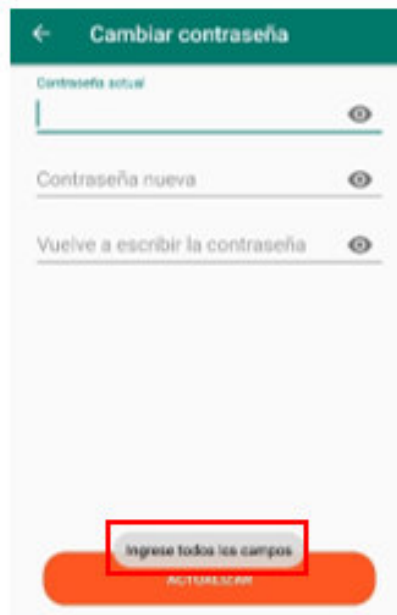 Cambiar contraseña
Contraseña actual
Contraseña nueva
Vuelve a escribir la contraseña
Ingrese todos los campos
ACTUALIZAR